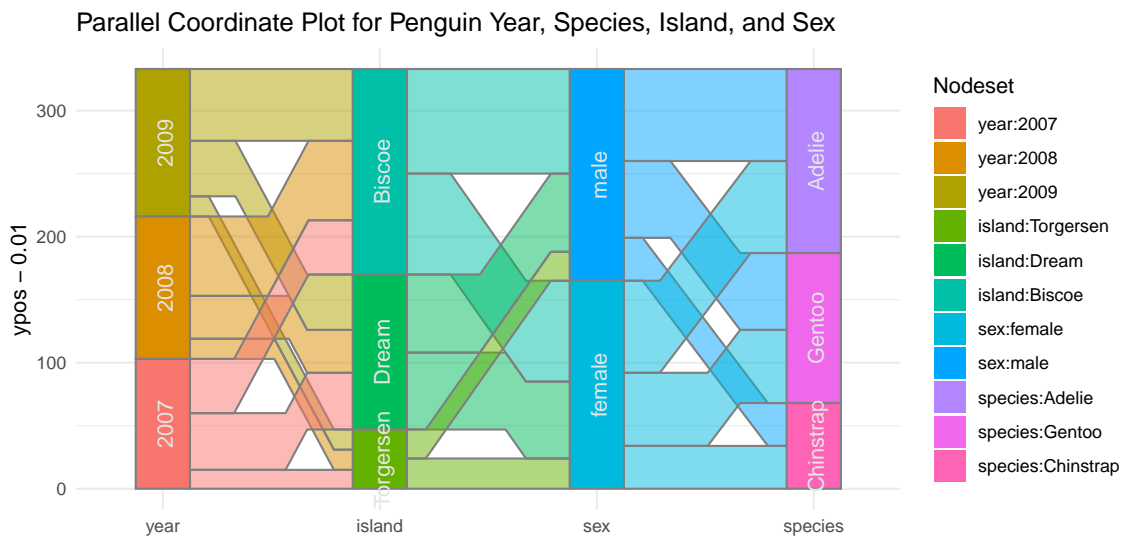 Parallel Coordinate Plot for Penguin Year, Species, Island, and Sex
ypos − 0.01
300
200
100
0
2009
2008
2007
Biscoe
Dream
Torgersen
male
female
Adelie
Gentoo
Chinstrap
year
island
sex
species
Nodeset
year:2007
year:2008
year:2009
island:Torgersen
island:Dream
island:Biscoe
sex:female
sex:male
species:Adelie
species:Gentoo
species:Chinstrap